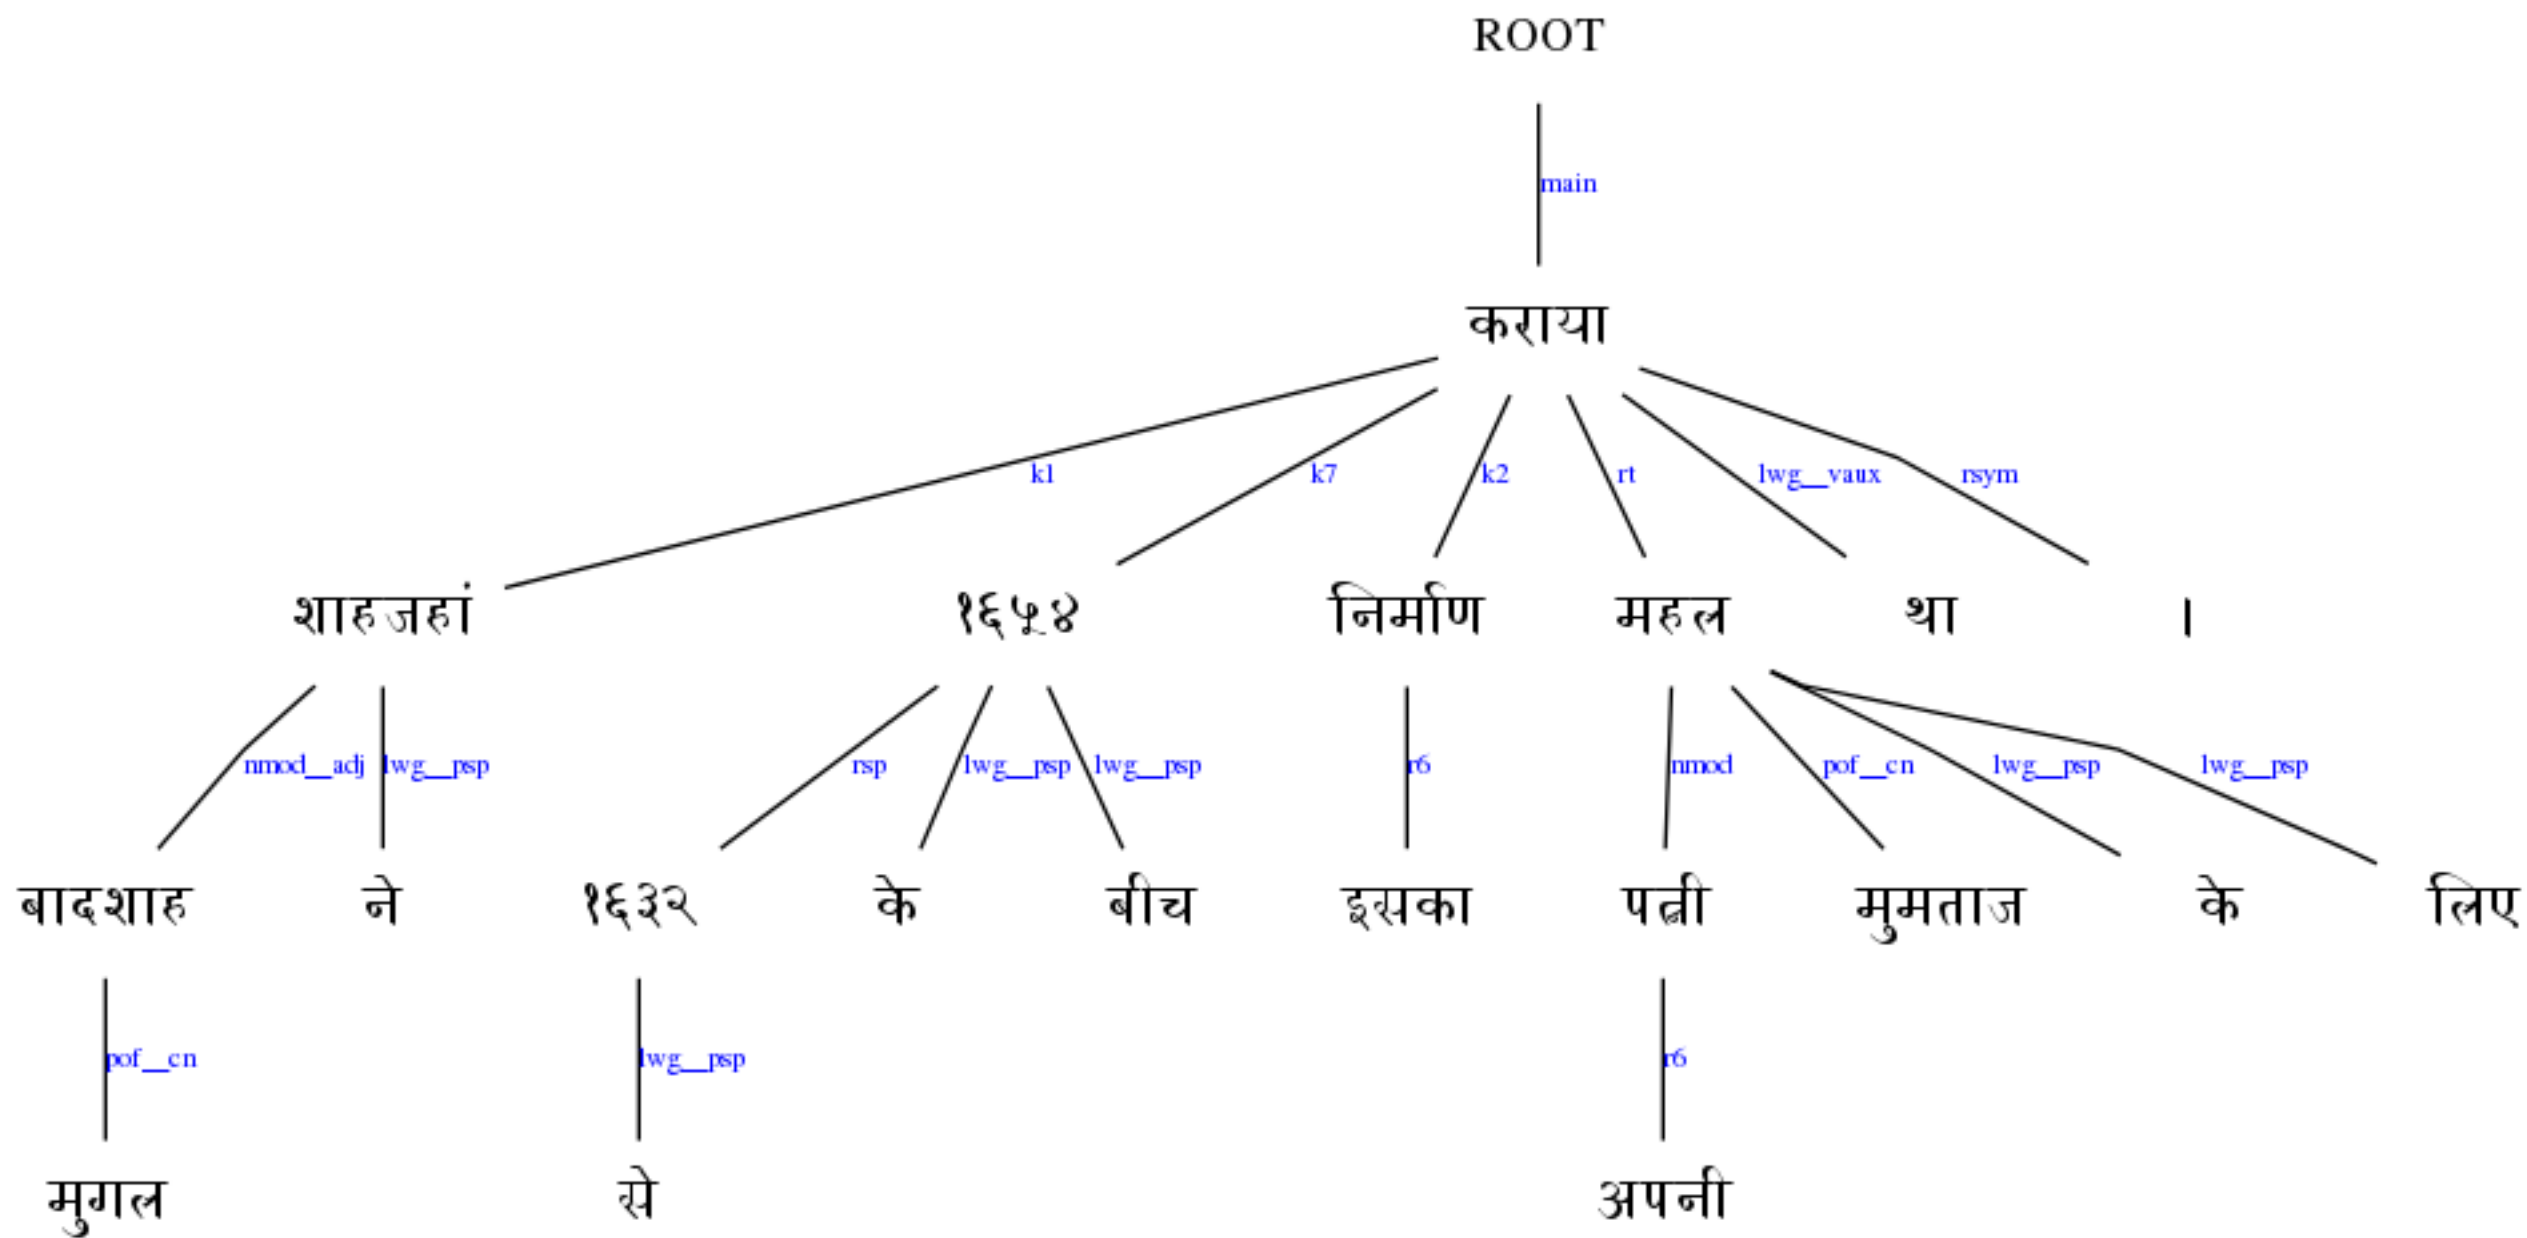 ROOT
main
कराया
k1 k7 k2 rt lwg__vaux rsym
शाहजहां १६५४ निर्माण महल था ।
nmod__adj lwg__psp rsp lwg__psp lwg__psp r6 nmod pof__cn lwg__psp lwg__psp
बादशाह ने १६३२ के बीच इसका पत्नी मुमताज के लिए
pof__cn lwg__psp r6
मुगल से अपनी